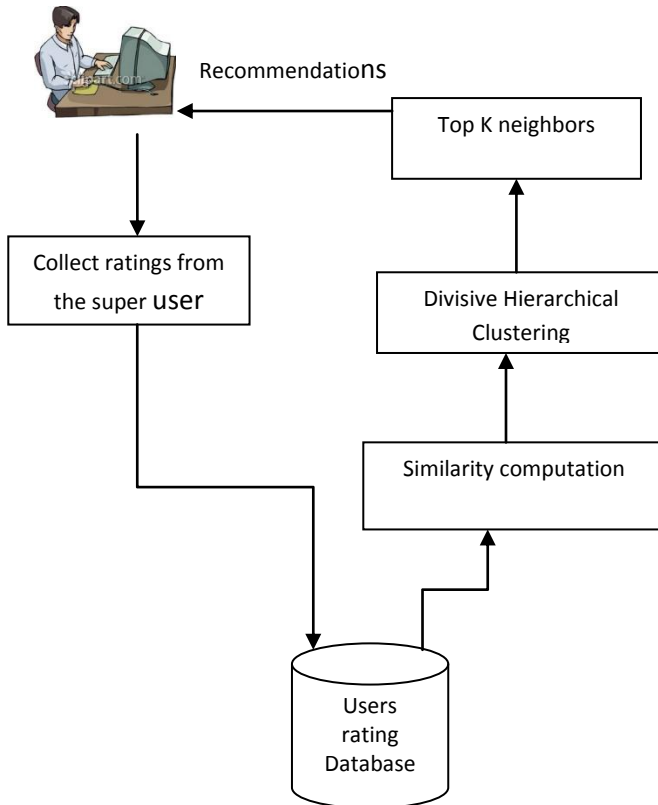 Recommendations
Top K neighbors
Collect ratings from
the super user
Divisive Hierarchical
Clustering
Similarity computation
Users
rating
Database